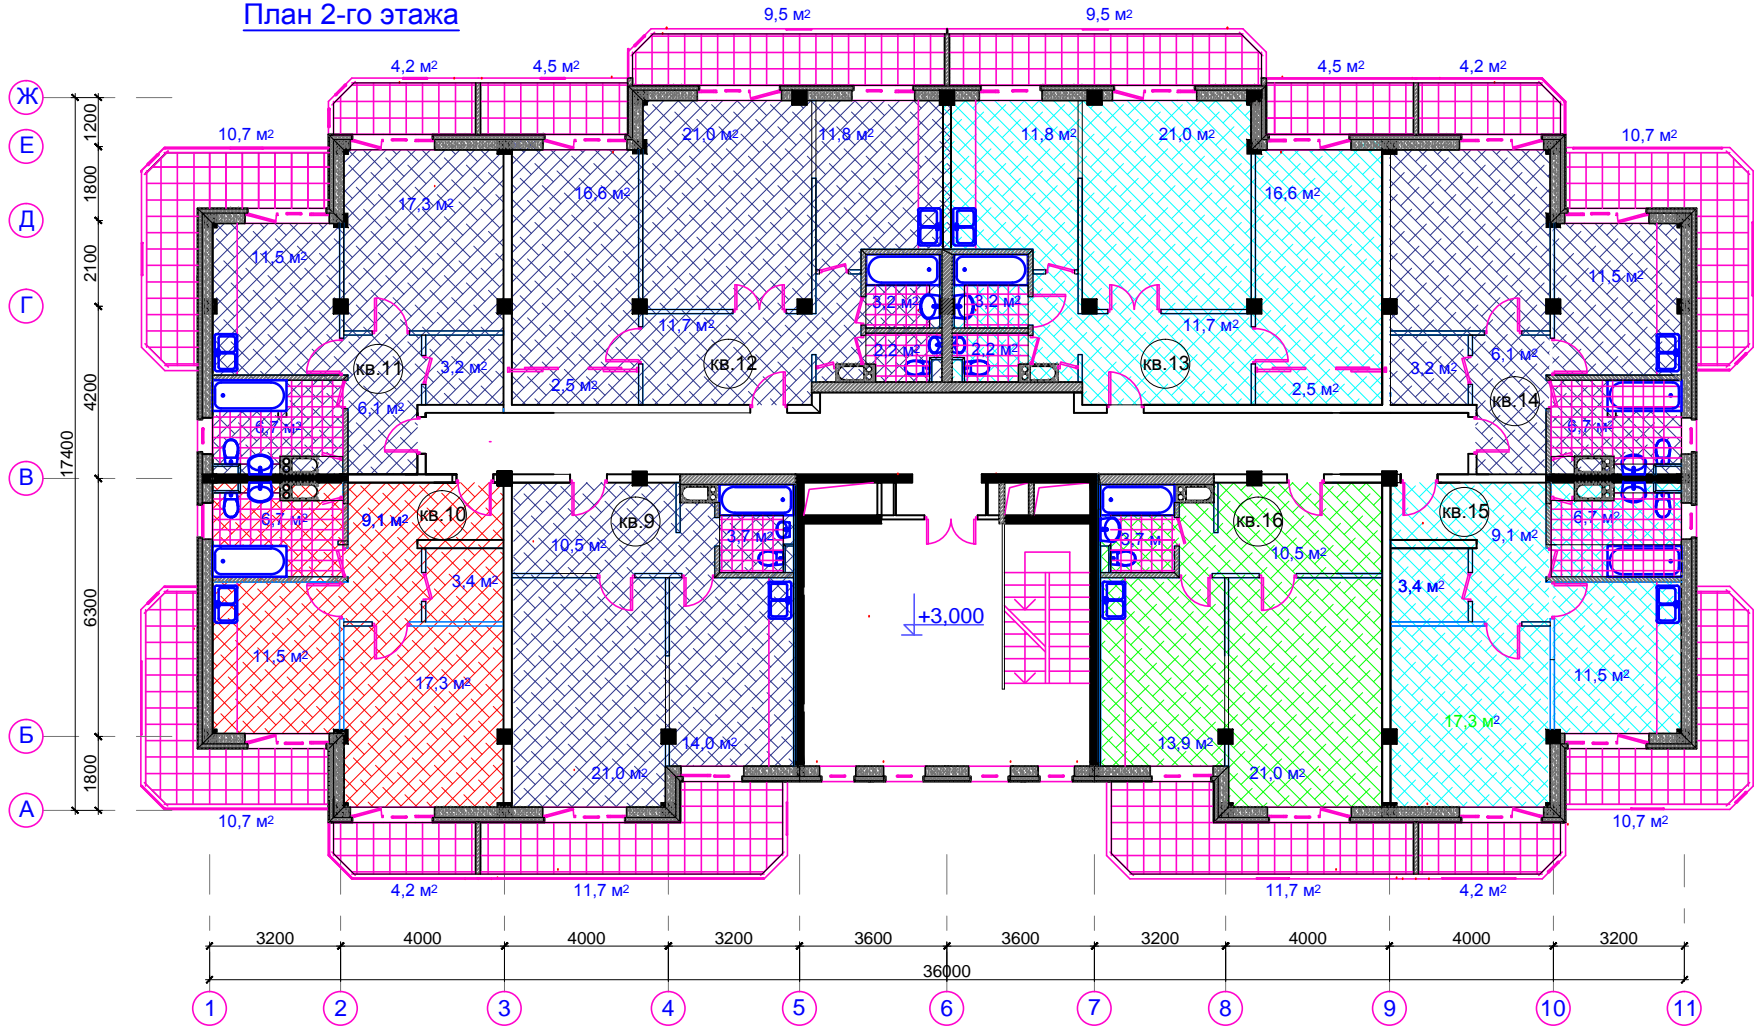 План 2-го этажа
9,5 м²
9,5 м²
4,2 м²
4,5 м²
4,5 м²
4,2 м²
Ж
1200
10,7 м²
21,0 м²
11,8 м²
11,8 м²
21,0 м²
10,7 м²
Е
1800
17,3 м²
16,6 м²
16,6 м²
Д
2100
11,5 м²
11,5 м²
Г
3,2 м²
3,2 м²
11,7 м²
11,7 м²
2,2 м²
2,2 м²
6,1 м²
кв.11
3,2 м²
кв.12
кв.13
3,2 м²
4200
2,5 м²
2,5 м²
кв.14
6,1 м²
17400
6,7 м²
6,7 м²
В
6,7 м²
9,1 м²
кв.10
кв.9
10,5 м²
3,7 м²
3,7 м
кв.16
10,5 м²
кв.15
9,1 м²
6,7 м²
3,4 м²
3,4 м²
6300
+3,000
11,5 м²
17,3 м²
11,5 м²
17,3 м²
Б
14,0 м²
13,9 м²
21,0 м²
21,0 м²
1800
А
10,7 м²
10,7 м²
4,2 м²
11,7 м²
11,7 м²
4,2 м²
3200
4000
4000
3200
3600
3600
3200
4000
4000
3200
36000
1
2
3
4
5
6
7
8
9
10
11